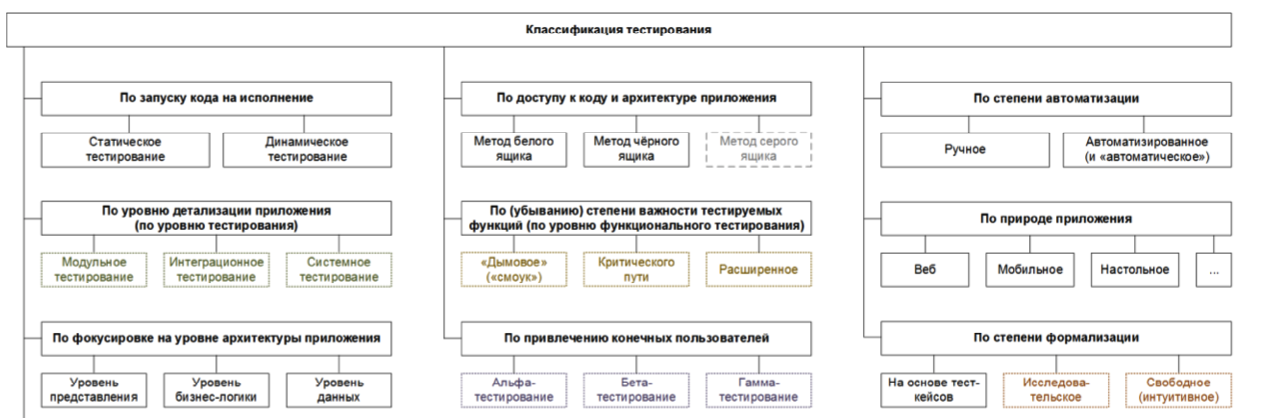 Классификация тестирования
По запуску кода на исполнение
Статическое
тестирование
Динамическое
тестирование
По уровню детализации приложения
(по уровню тестирования)
Модульное
тестирование
Интеграционное
тестирование
Системное
тестирование
По фокусировке на уровне архитектуры приложения
Уровень
представления
Уровень
бизнес-логики
Уровень
данных
По доступу к коду и архитектуре приложения
Метод белого
ящика
Метод чёрного
ящика
Метод серого
ящика
По (убыванию) степени важности тестируемых
функций (по уровню функционального тестирования)
«Дымовое»
(«смоук»)
Критического
пути
Расширенное
По привлечению конечных пользователей
Альфа-
тестирование
Бета-
тестирование
Гамма-
тестирование
По степени автоматизации
Ручное
Автоматизированное
(и «автоматическое»)
По природе приложения
Веб
Мобильное
Настольное
...
По степени формализации
На основе тест-
кейсов
Исследова-
тельское
Свободное
(интуитивное)